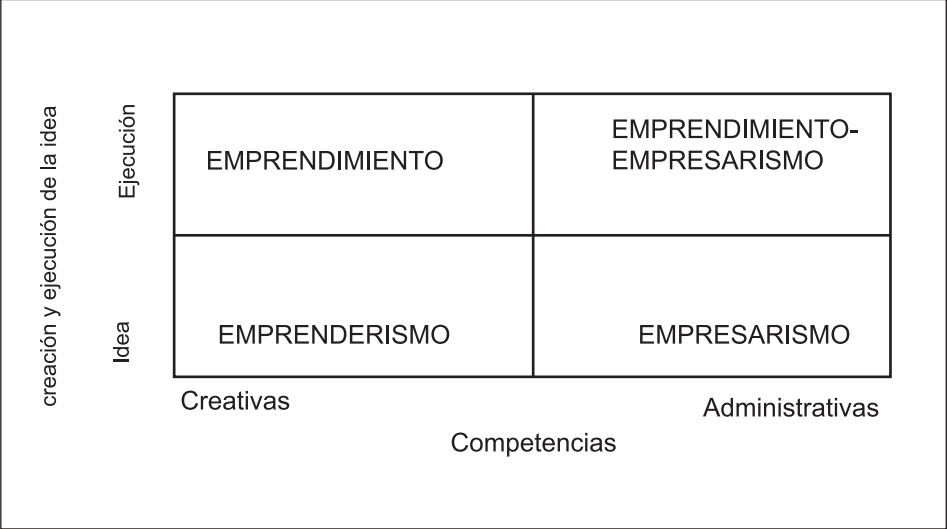 creación y ejecución de la idea
Ejecución
Idea
EMPRENDIMIENTO
EMPRENDIMIENTO-
EMPRESARISMO
EMPRENDERISMO
EMPRESARISMO
Creativas
Administrativas
Competencias